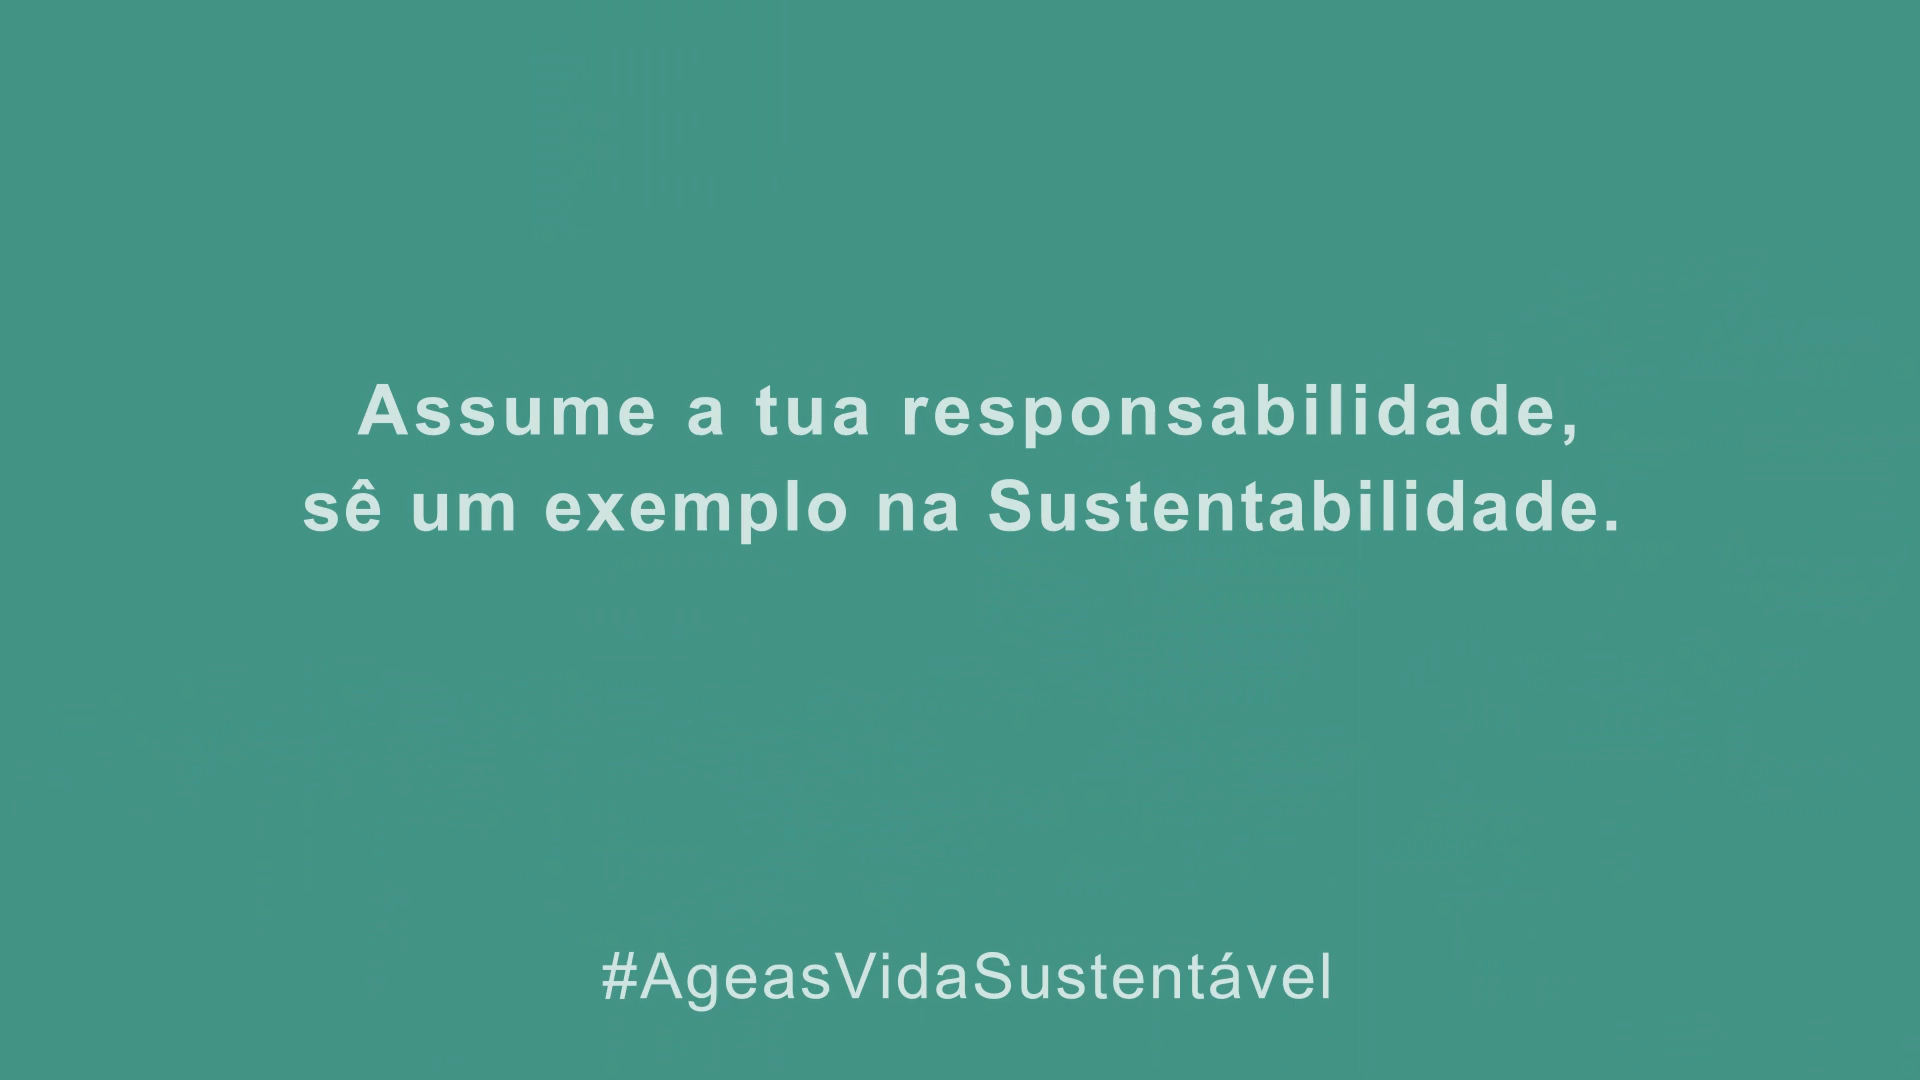 Assume a tua responsabilidade,
sê um exemplo na Sustentabilidade.
#AgeasVidaSustentável